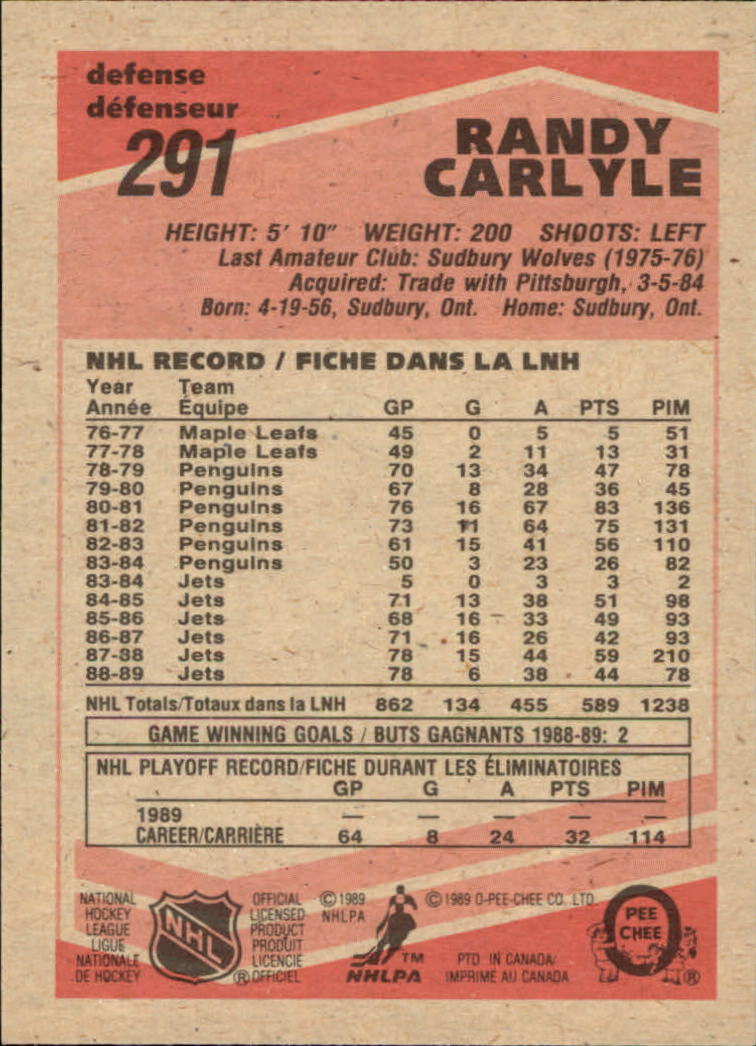 defense
défenseur
291
RANDY
CARLYLE
HEIGHT: 5' 10" WEIGHT: 200 SHOOTS: LEFT
Last Amateur Club: Sudbury Wolves (1975-76)
Acquired: Trade with Pittsburgh, 3-5-84
Born: 4-19-56, Sudbury, Ont. Home: Sudbury, Ont.
NHL RECORD / FICHE DANS LA LNH
Year Team
Année Équipe GP G A PTS PIM
76-77 Maple Leafs 45 0 5 5 51
77-78 Maple Leafs 49 2 11 13 31
78-79 Penguins 70 13 34 47 78
79-80 Penguins 67 8 28 36 45
80-81 Penguins 76 16 67 83 136
81-82 Penguins 73 11 64 75 131
82-83 Penguins 61 15 41 56 110
83-84 Penguins 50 3 23 26 82
83-84 Jets 5 0 3 3 2
84-85 Jets 71 13 38 51 98
85-86 Jets 68 16 33 49 93
86-87 Jets 71 16 26 42 93
87-88 Jets 78 15 44 59 210
88-89 Jets 78 6 38 44 78
NHL Totals/Totaux dans la LNH 862 134 455 589 1238
GAME WINNING GOALS / BUTS GAGNANTS 1988-89: 2
NHL PLAYOFF RECORD/FICHE DURANT LES ÉLIMINATOIRES
GP G A PTS PIM
1989 — — — — —
CAREER/CARRIÈRE 64 8 24 32 114
NATIONAL
HOCKEY
LEAGUE
LIGUE
NATIONALE
DE HOCKEY
NHL
OFFICIAL
LICENSED
PRODUCT
PRODUIT
LICENCIE
® OFFICIEL
© 1989
NHLPA
TM
NHLPA
© 1989 O-PEE-CHEE CO. LTD.
PTD IN CANADA/
IMPRIMÉ AU CANADA
PEE
CHEE
®